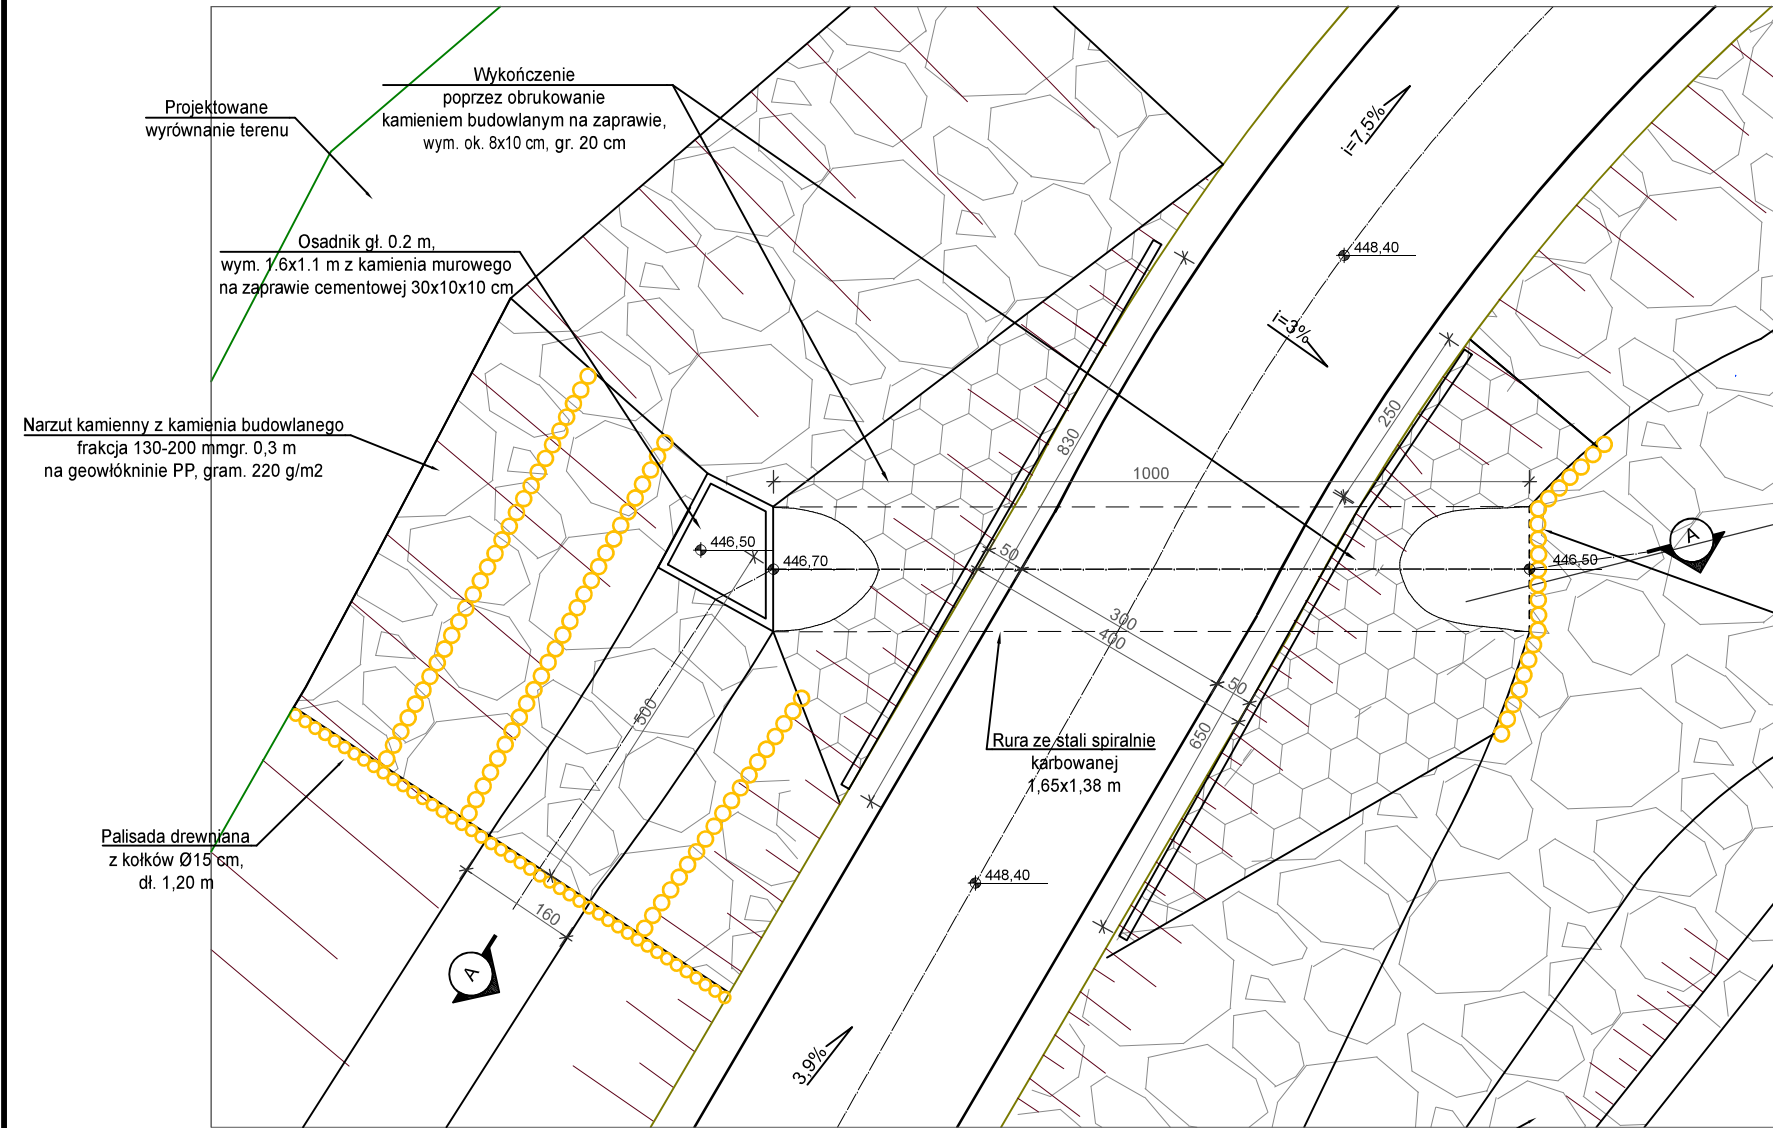 Wykończenie
poprzez obrukowanie
kamieniem budowlanym na zaprawie,
wym. ok. 8x10 cm, gr. 20 cm
Projektowane
wyrównanie terenu
i=7,5%
Osadnik gł. 0.2 m,
wym. 1.6x1.1 m z kamienia murowego
na zaprawie cementowej 30x10x10 cm
448,40
i=3%
Narzut kamienny z kamienia budowlanego
frakcja 130-200 mmgr. 0,3 m
na geowłókninie PP, gram. 220 g/m2
830
250
1000
446,50
446,70
50
446,50
A
300
400
50
500
650
Rura ze stali spiralnie
karbowanej
1,65x1,38 m
Palisada drewniana
z kołków Ø15 cm,
dł. 1,20 m
448,40
160
A
3,9%